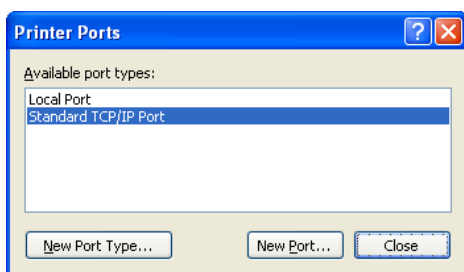 Printer Ports
Available port types:
Local Port
Standard TCP/IP Port
New Port Type... New Port... Close